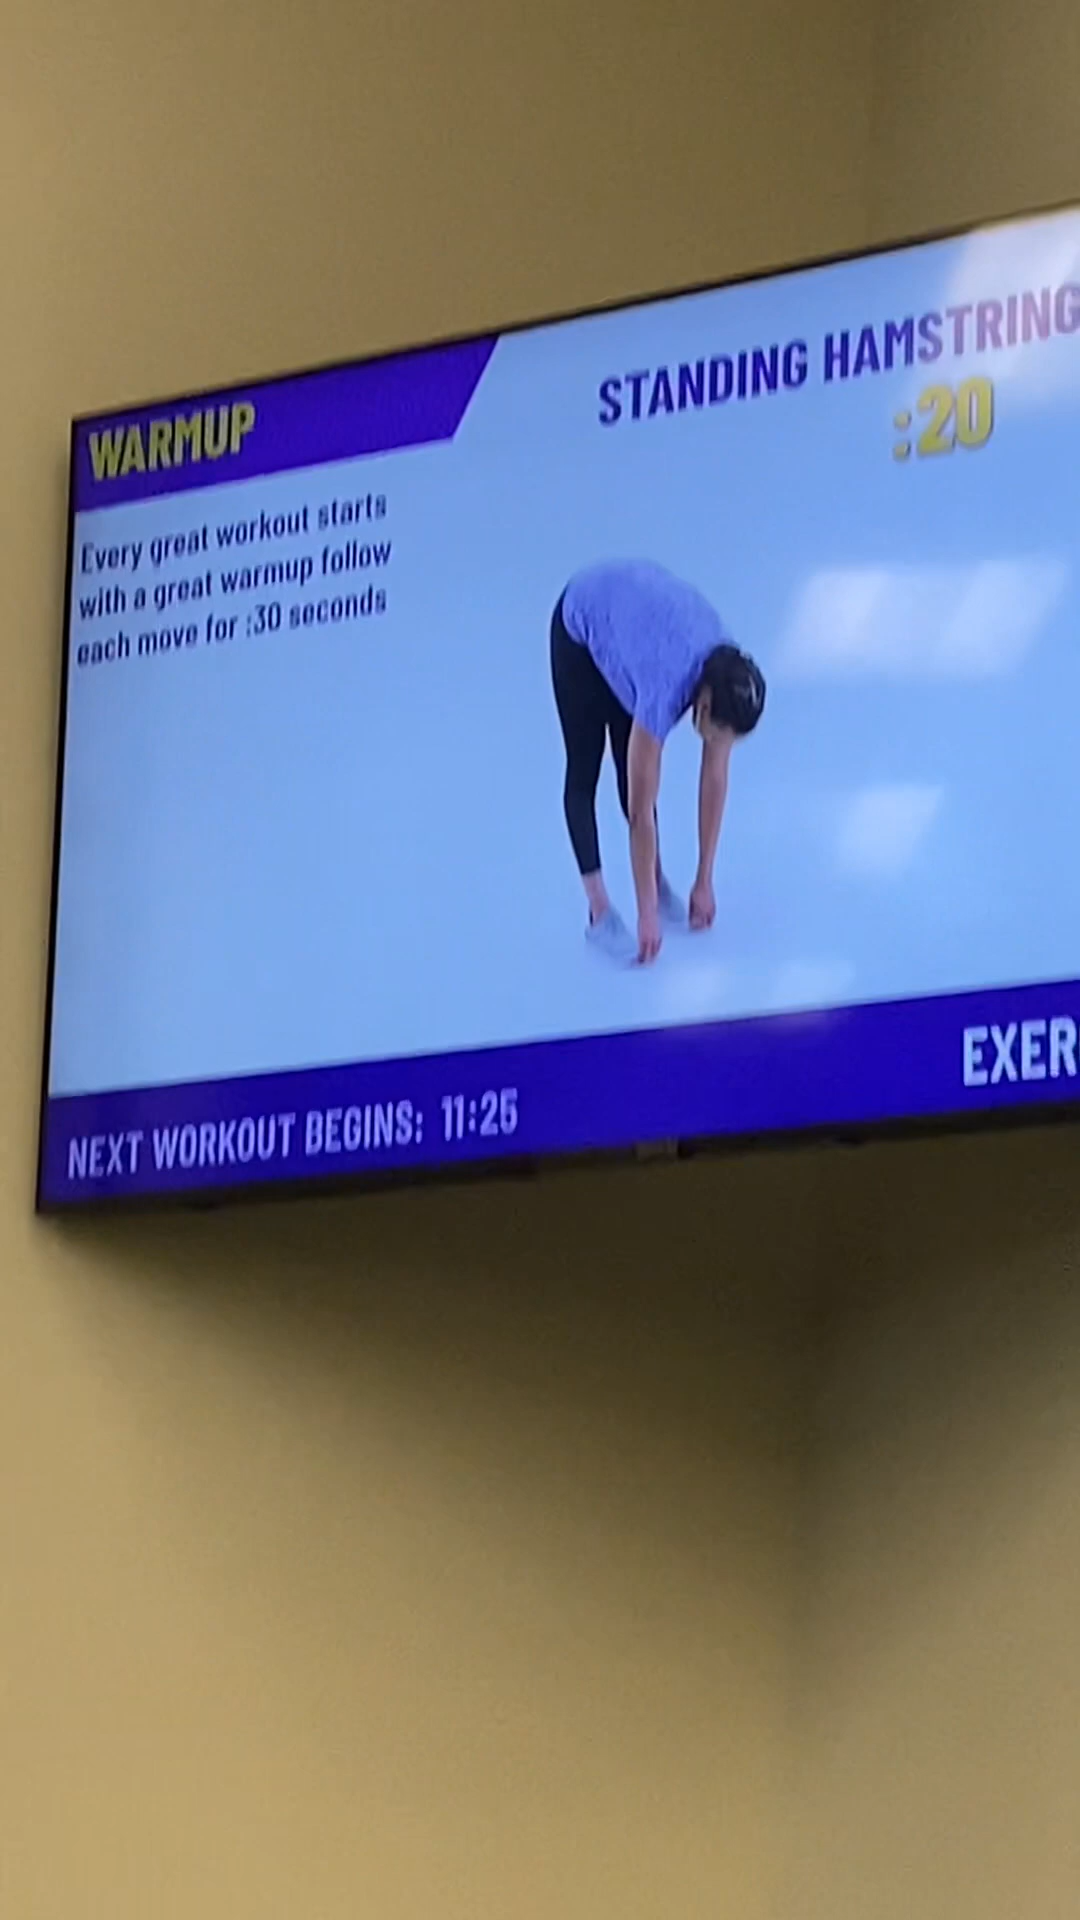 WARMUP
Every great workout starts
with a great warmup follow
each move for :30 seconds
STANDING HAMSTRING
:20
EXER
NEXT WORKOUT BEGINS: 11:25